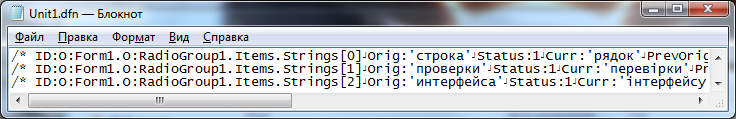 Unit1.dfn — Блокнот
Файл Правка Формат Вид Справка
/* ID:O:Form1.O:RadioGroup1.Items.Strings[0]┘Orig:'строка'┘Status:1┘Curr:'рядок'┘PrevOrig
/* ID:O:Form1.O:RadioGroup1.Items.Strings[1]┘Orig:'проверки'┘Status:1┘Curr:'перевірки'┘Pr
/* ID:O:Form1.O:RadioGroup1.Items.Strings[2]┘Orig:'интерфейса'┘Status:1┘Curr:'інтерфейсу